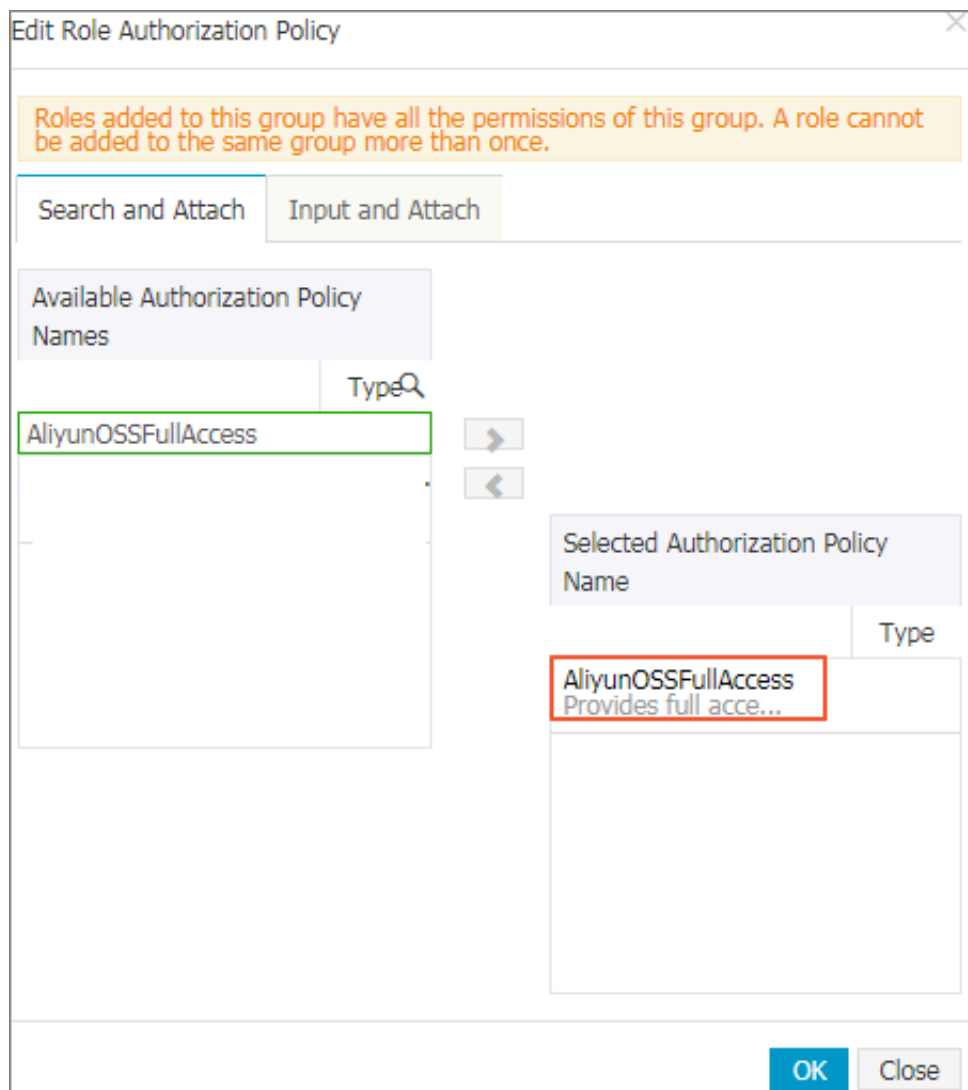 Edit Role Authorization Policy
Roles added to this group have all the permissions of this group. A role cannot
be added to the same group more than once.
Search and Attach
Input and Attach
Available Authorization Policy
Names
Type
AliyunOSSFullAccess
Selected Authorization Policy
Name
Type
AliyunOSSFullAccess
Provides full acce...
OK
Close